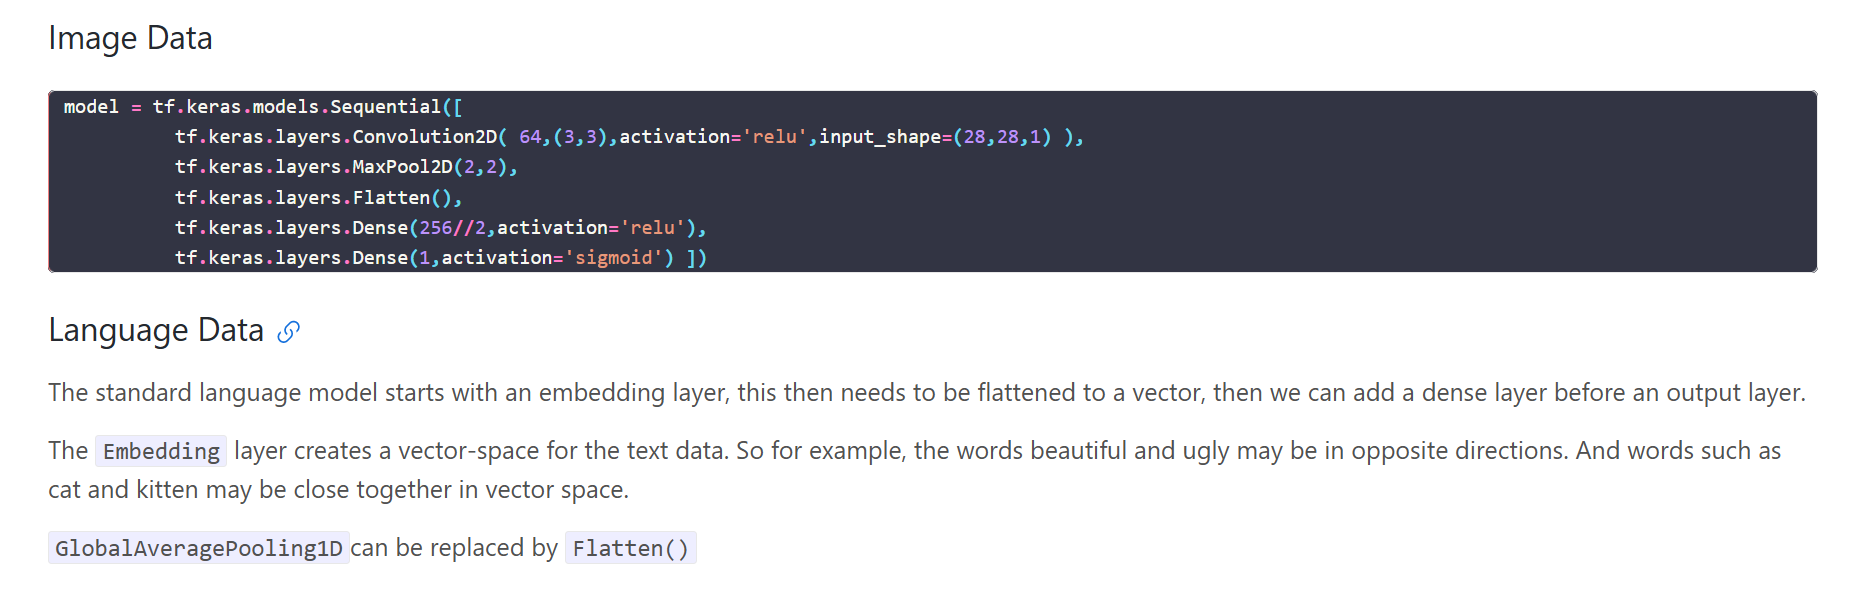 Image Data
model = tf.keras.models.Sequential([
          tf.keras.layers.Convolution2D( 64,(3,3),activation='relu',input_shape=(28,28,1) ),
          tf.keras.layers.MaxPool2D(2,2),
          tf.keras.layers.Flatten(),
          tf.keras.layers.Dense(256//2,activation='relu'),
          tf.keras.layers.Dense(1,activation='sigmoid') ])
Language Data
The standard language model starts with an embedding layer, this then needs to be flattened to a vector, then we can add a dense layer before an output layer.
The Embedding layer creates a vector-space for the text data. So for example, the words beautiful and ugly may be in opposite directions. And words such as
cat and kitten may be close together in vector space.
GlobalAveragePooling1D can be replaced by Flatten()